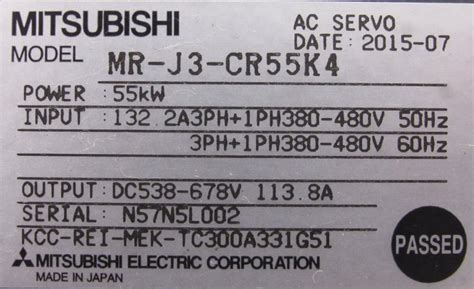 MITSUBISHI
AC SERVO
DATE: 2015-07
MODEL
MR-J3-CR55K4
POWER : 55kW
INPUT : 132.2A3PH+1PH380-480V 50Hz
3PH+1PH380-480V 60Hz
OUTPUT: DC538-678V 113.8A
SERIAL: N57N5L002
KCC-REI-MEK-TC300A331G51
MITSUBISHI ELECTRIC CORPORATION
MADE IN JAPAN
PASSED